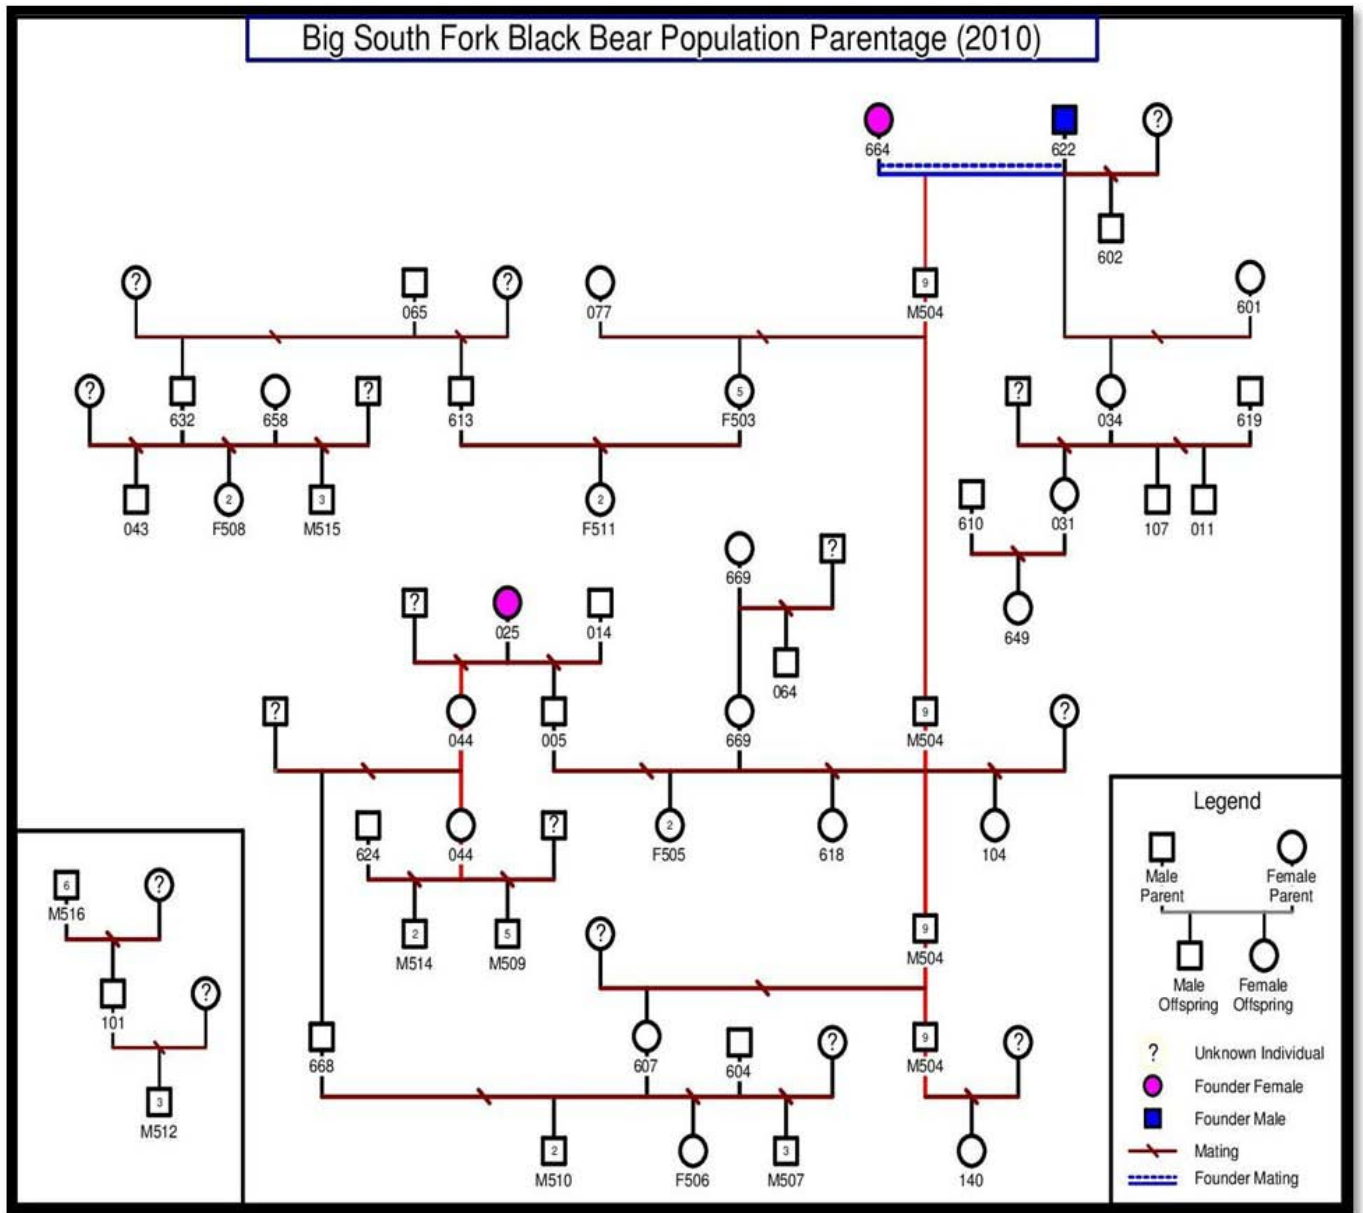 Big South Fork Black Bear Population Parentage (2010)
?
664 622
602
? ? 9
065 077 M504 601
? ? 5 ?
632 658 613 F503 034 619
2 3 2
043 F508 M515 F511 610 031 107 011
?
669
?
025 014 649
064
? 9 ?
044 005 669 M504
Legend
? 2
624 044 F505 618 104
Male Female
Parent Parent
6 ?
M516
2 5 ? 9
M514 M509 M504
Male Female
Offspring Offspring
?
101
? 9 ?
668 607 604 M504
? Unknown Individual
Founder Female
3
M512
Founder Male
2 3
M510 F506 M507 140
Mating
Founder Mating